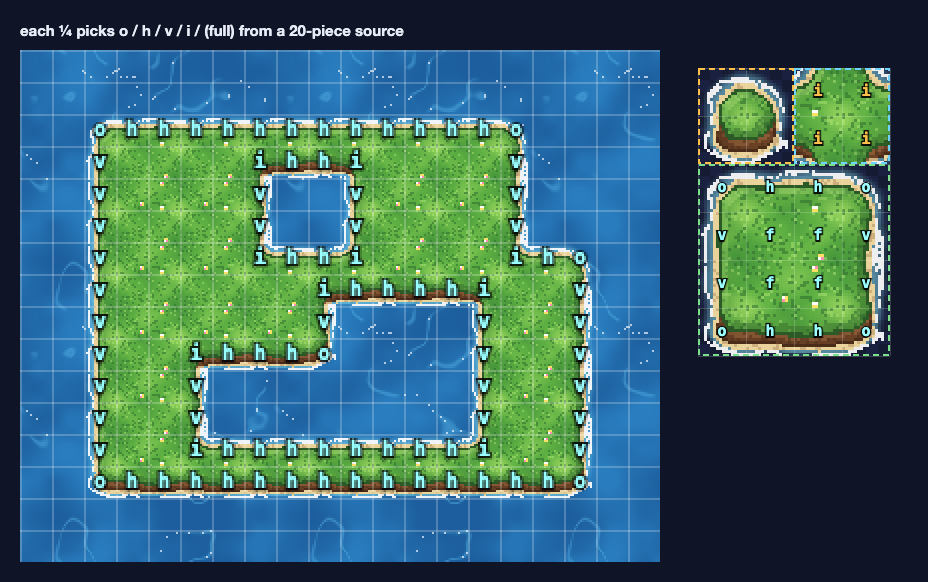 each ¼ picks o / h / v / i / (full) from a 20-piece source
o h h h h h h h h h h h h o
v i h h i v
v v v v
v v v v
v i h h i i h o
v i h h h h i v
v v v v
v i h h h o v v
v v v v
v v v v
v i h h h h h h h h i v
o h h h h h h h h h h h h h h o
i i
i i
o h h o
v f f v
v f f v
o h h o